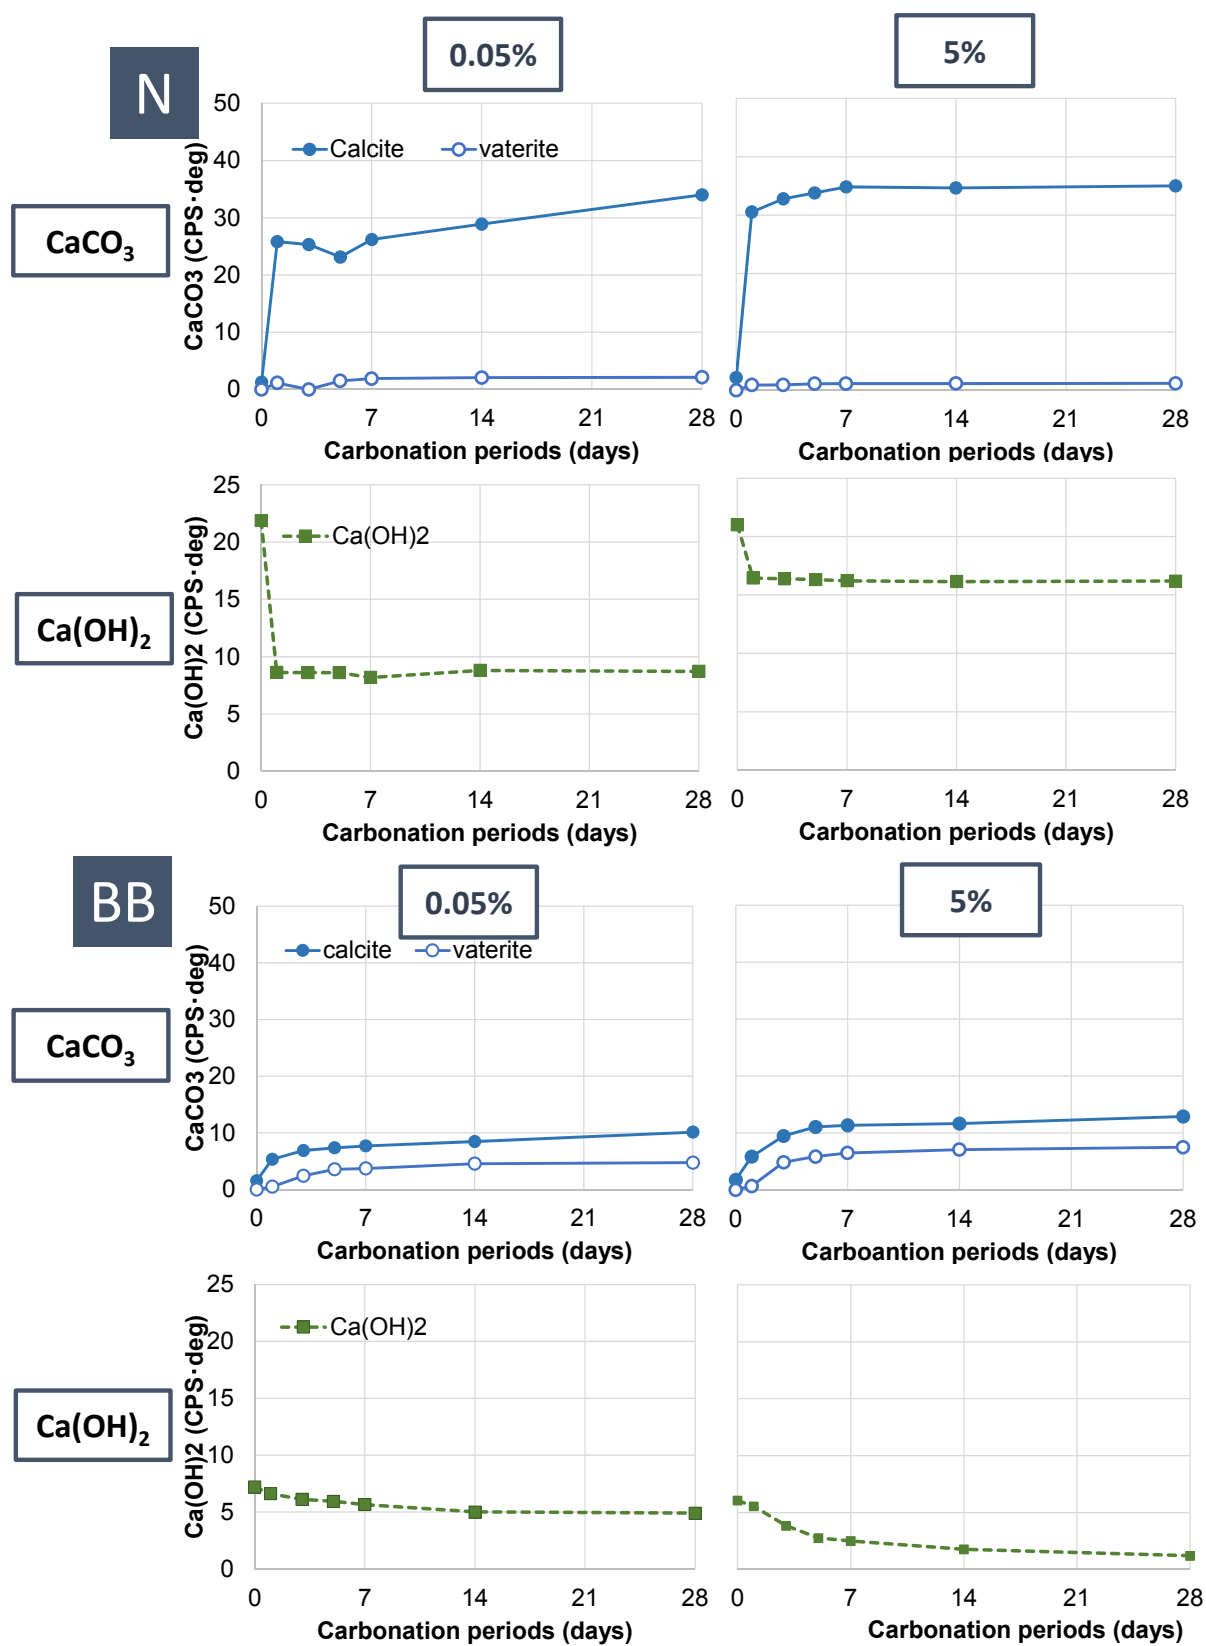 0.05%
5%
N
50
40
30
20
10
0
CaCO3 (CPS·deg)
Calcite
vaterite
CaCO3
0 7 14 21 28
0 7 14 21 28
Carbonation periods (days)
Carbonation periods (days)
25
20
15
10
5
0
Ca(OH)2 (CPS·deg)
Ca(OH)2
Ca(OH)2
0 7 14 21 28
0 7 14 21 28
Carbonation periods (days)
Carbonation periods (days)
BB
0.05%
5%
50
40
30
20
10
0
CaCO3 (CPS·deg)
calcite
vaterite
CaCO3
0 7 14 21 28
0 7 14 21 28
Carbonation periods (days)
Carboantion periods (days)
25
20
15
10
5
0
Ca(OH)2 (CPS·deg)
Ca(OH)2
Ca(OH)2
0 7 14 21 28
0 7 14 21 28
Carbonation periods (days)
Carbonation periods (days)